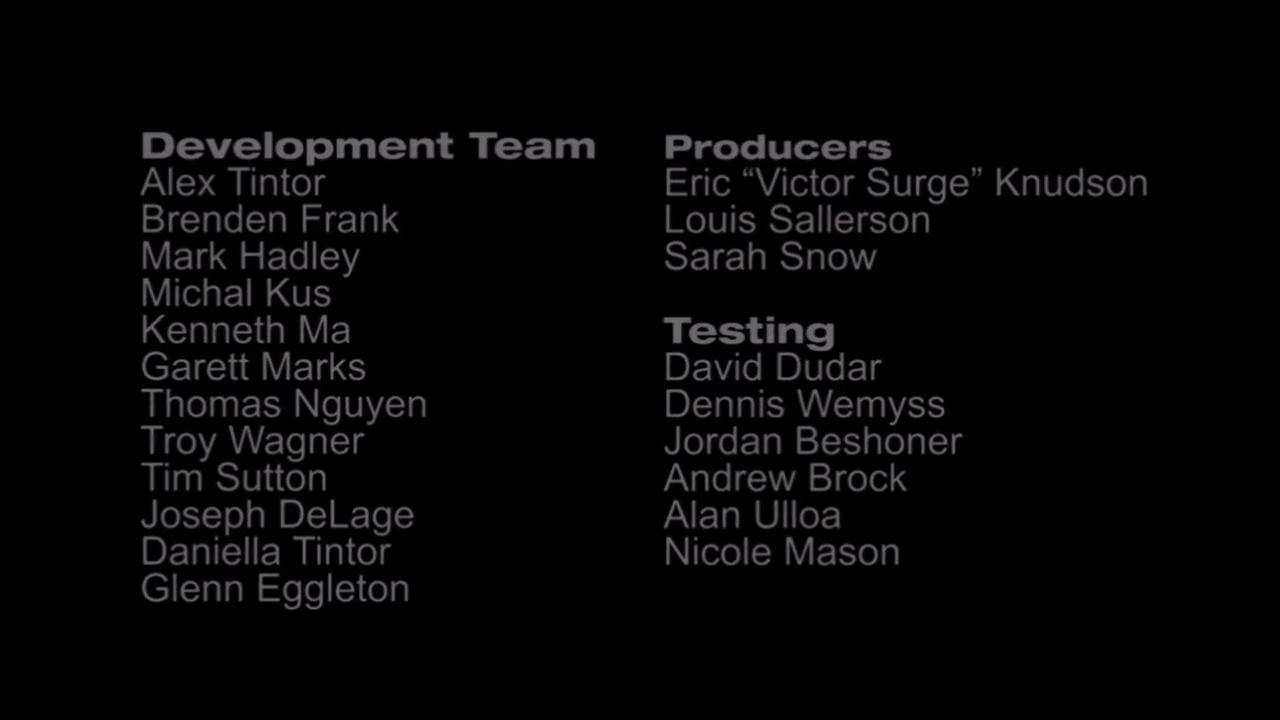 Development Team
Alex Tintor
Brenden Frank
Mark Hadley
Michal Kus
Kenneth Ma
Garett Marks
Thomas Nguyen
Troy Wagner
Tim Sutton
Joseph DeLage
Daniella Tintor
Glenn Eggleton
Producers
Eric “Victor Surge” Knudson
Louis Sallerson
Sarah Snow
Testing
David Dudar
Dennis Wemyss
Jordan Beshoner
Andrew Brock
Alan Ulloa
Nicole Mason